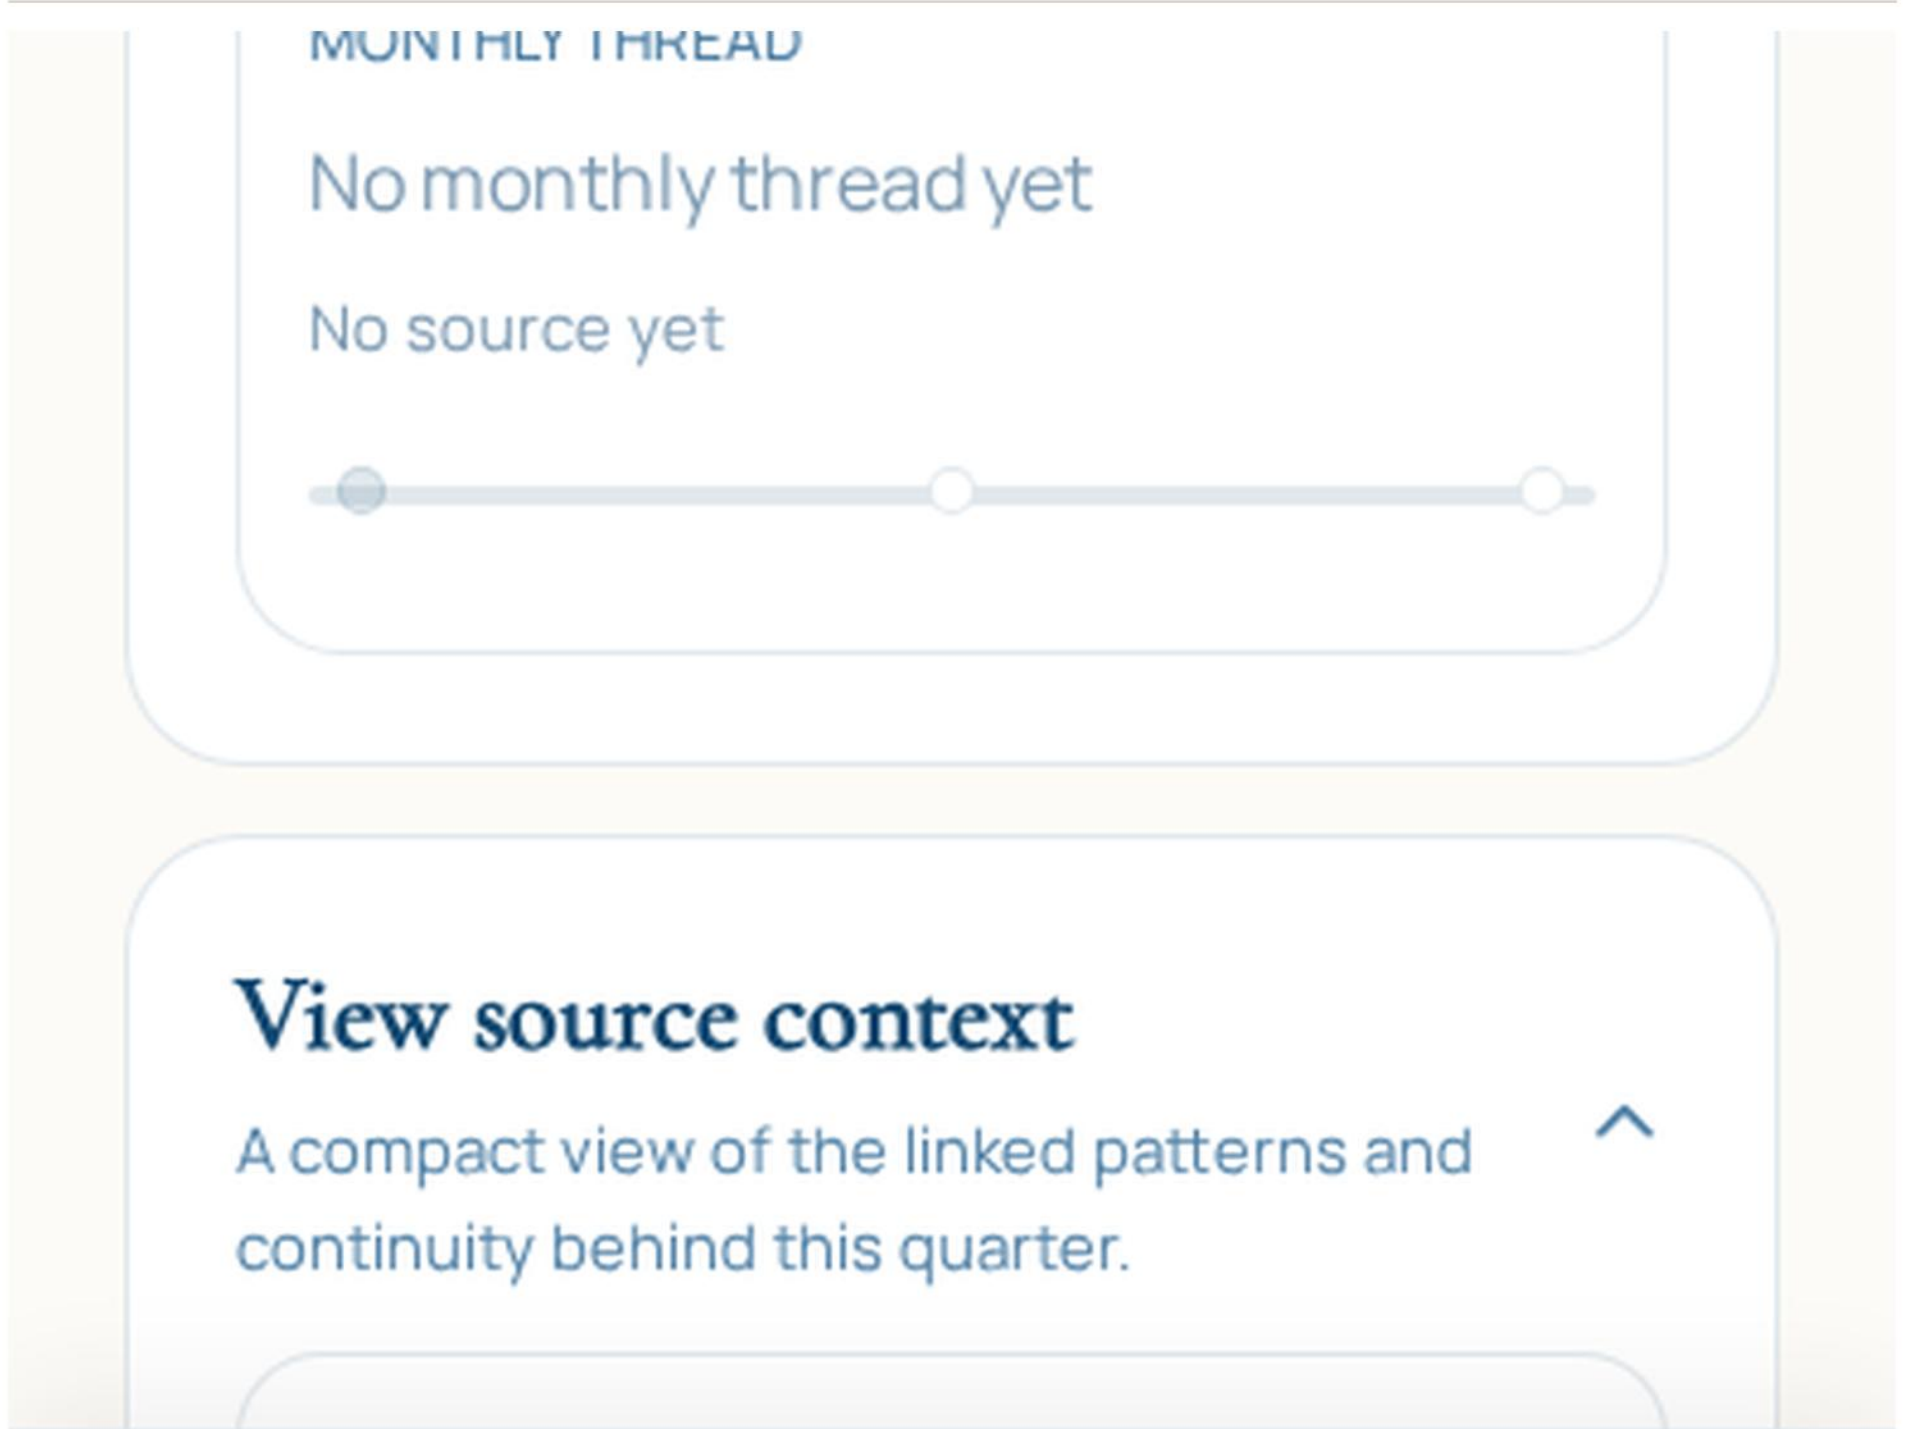 MONTHLY THREAD
No monthly thread yet
No source yet
View source context
A compact view of the linked patterns and
continuity behind this quarter.